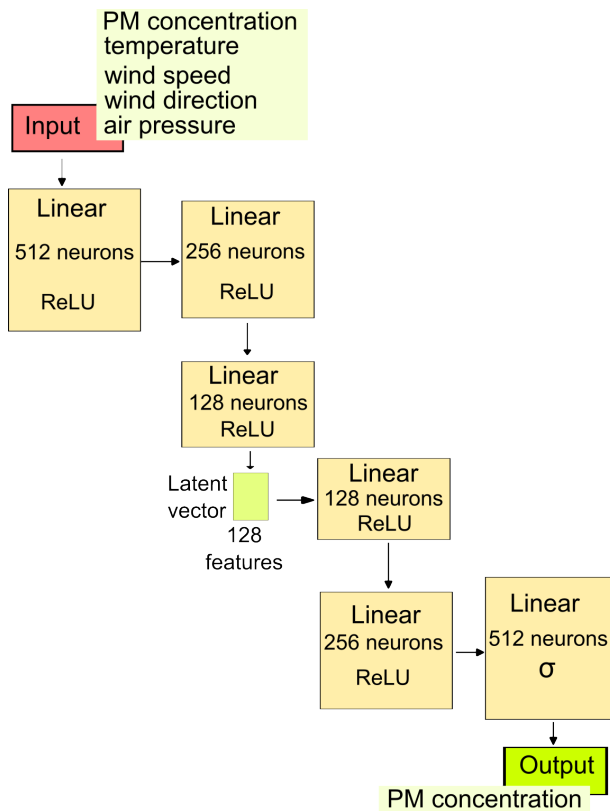 PM concentration
temperature
wind speed
wind direction
air pressure
Input
Linear
512 neurons
ReLU
Linear
256 neurons
ReLU
Linear
128 neurons
ReLU
Latent
vector
128
features
Linear
128 neurons
ReLU
Linear
256 neurons
ReLU
Linear
512 neurons
σ
Output
PM concentration